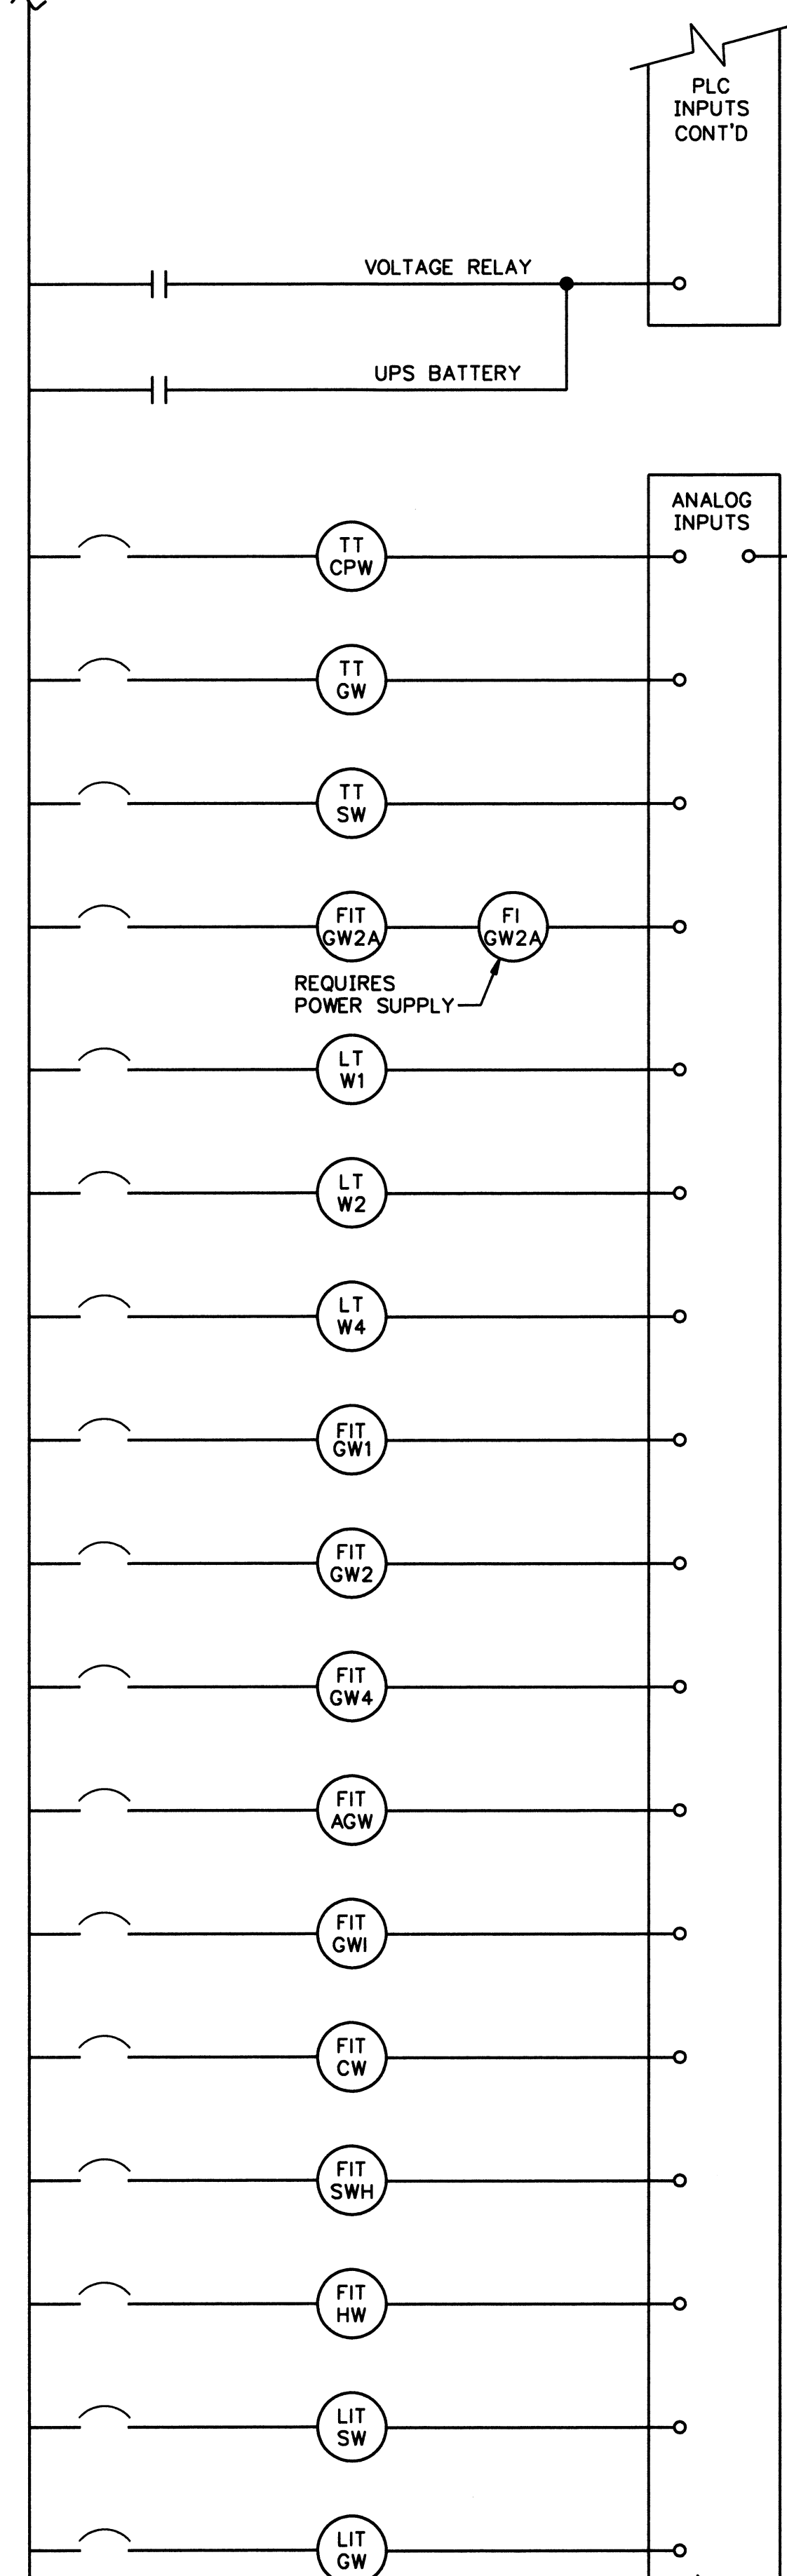 PLC
INPUTS
CONT'D
VOLTAGE RELAY
UPS BATTERY
ANALOG
INPUTS
TT
CPW
TT
GW
TT
SW
FIT
GW2A
FI
GW2A
REQUIRES
POWER SUPPLY
LT
W1
LT
W2
LT
W4
FIT
GW1
FIT
GW2
FIT
GW4
FIT
AGW
FIT
GWI
FIT
CW
FIT
SWH
FIT
HW
LIT
SW
LIT
GW